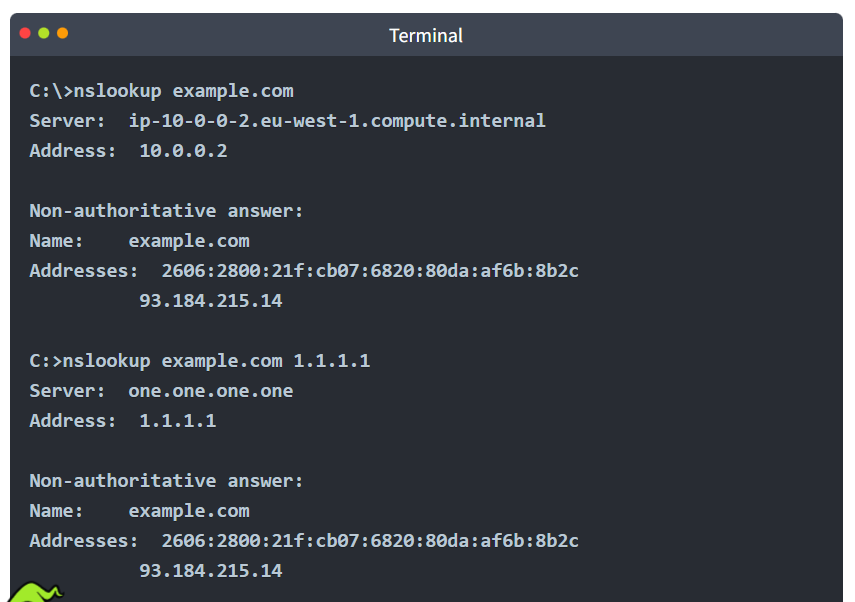 Terminal
C:\>nslookup example.com
Server:  ip-10-0-0-2.eu-west-1.compute.internal
Address:  10.0.0.2
Non-authoritative answer:
Name:    example.com
Addresses:  2606:2800:21f:cb07:6820:80da:af6b:8b2c
          93.184.215.14
C:>nslookup example.com 1.1.1.1
Server:  one.one.one.one
Address:  1.1.1.1
Non-authoritative answer:
Name:    example.com
Addresses:  2606:2800:21f:cb07:6820:80da:af6b:8b2c
          93.184.215.14